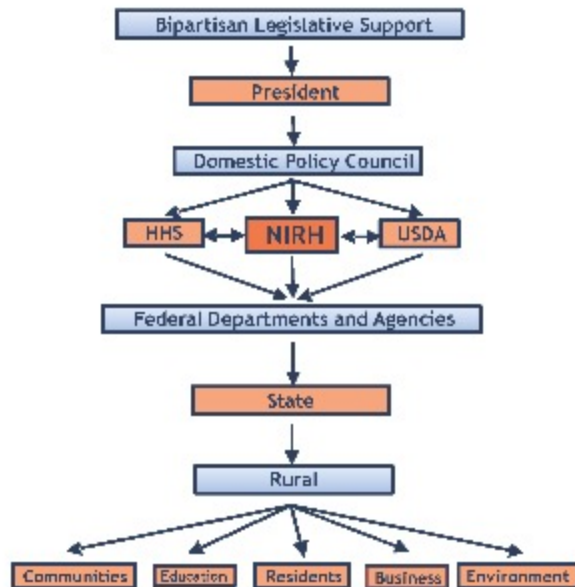 Bipartisan Legislative Support
President
Domestic Policy Council
HHS NIRH USDA
Federal Departments and Agencies
State
Rural
Communities Education Residents Business Environment